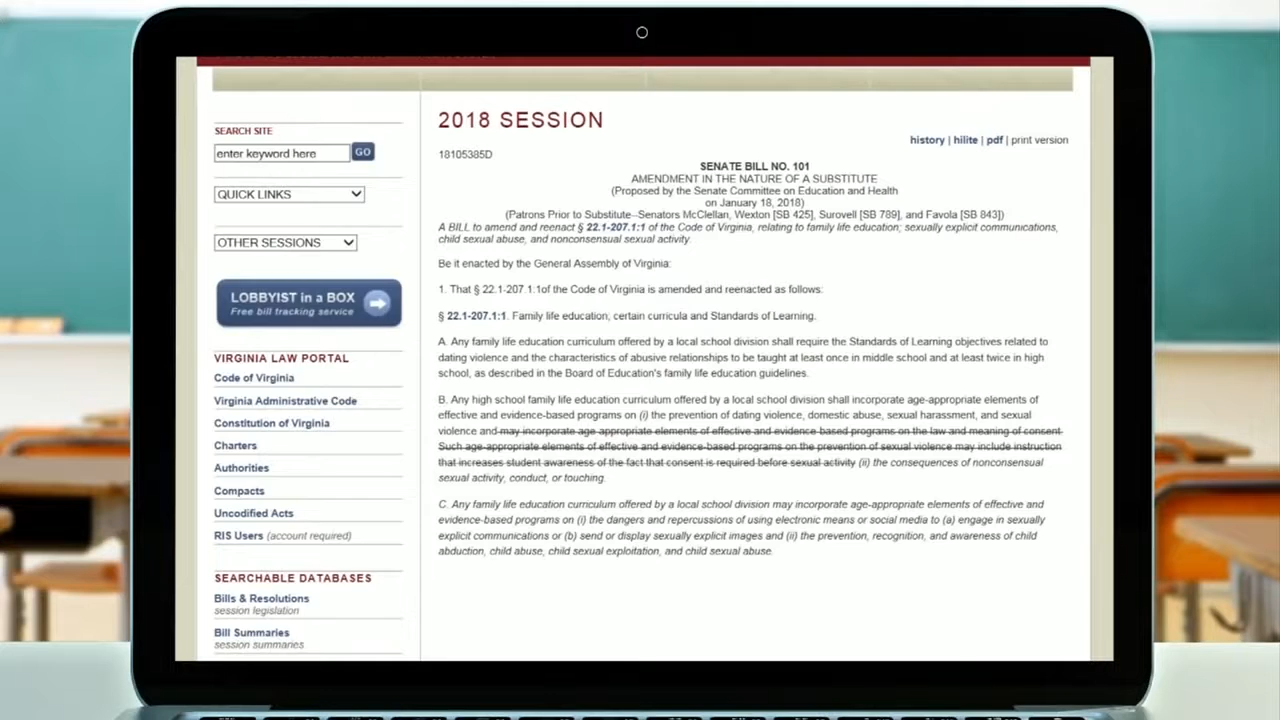 2018 SESSION
SEARCH SITE
enter keyword here GO
history | hilite | pdf | print version
18105385D
SENATE BILL NO. 101
AMENDMENT IN THE NATURE OF A SUBSTITUTE
(Proposed by the Senate Committee on Education and Health
on January 18, 2018)
(Patrons Prior to Substitute--Senators McClellan, Wexton [SB 425], Surovell [SB 789], and Favola [SB 843])
A BILL to amend and reenact § 22.1-207.1:1 of the Code of Virginia, relating to family life education; sexually explicit communications,
child sexual abuse, and nonconsensual sexual activity.
Be it enacted by the General Assembly of Virginia:
1. That § 22.1-207.1:1of the Code of Virginia is amended and reenacted as follows:
§ 22.1-207.1:1. Family life education; certain curricula and Standards of Learning.
A. Any family life education curriculum offered by a local school division shall require the Standards of Learning objectives related to
dating violence and the characteristics of abusive relationships to be taught at least once in middle school and at least twice in high
school, as described in the Board of Education's family life education guidelines.
B. Any high school family life education curriculum offered by a local school division shall incorporate age-appropriate elements of
effective and evidence-based programs on (i) the prevention of dating violence, domestic abuse, sexual harassment, and sexual
violence and may incorporate age-appropriate elements of effective and evidence-based programs on the law and meaning of consent.
Such age-appropriate elements of effective and evidence-based programs on the prevention of sexual violence may include instruction
that increases student awareness of the fact that consent is required before sexual activity (ii) the consequences of nonconsensual
sexual activity, conduct, or touching.
C. Any family life education curriculum offered by a local school division may incorporate age-appropriate elements of effective and
evidence-based programs on (i) the dangers and repercussions of using electronic means or social media to (a) engage in sexually
explicit communications or (b) send or display sexually explicit images and (ii) the prevention, recognition, and awareness of child
abduction, child abuse, child sexual exploitation, and child sexual abuse.
QUICK LINKS
OTHER SESSIONS
LOBBYIST in a BOX
Free bill tracking service
VIRGINIA LAW PORTAL
Code of Virginia
Virginia Administrative Code
Constitution of Virginia
Charters
Authorities
Compacts
Uncodified Acts
RIS Users (account required)
SEARCHABLE DATABASES
Bills & Resolutions
session legislation
Bill Summaries
session summaries